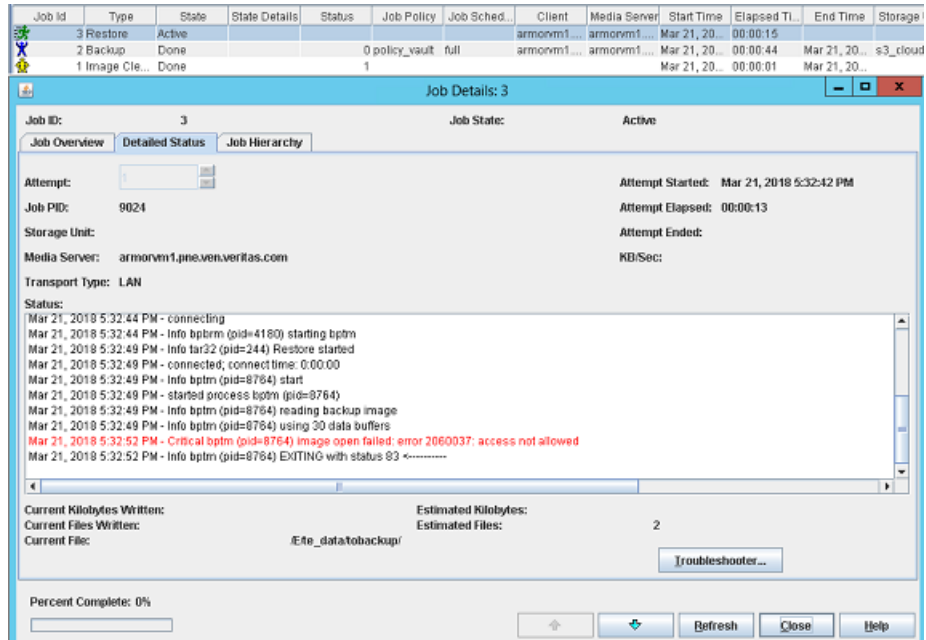 Job Id Type State State Details Status Job Policy Job Sched... Client Media Server Start Time Elapsed Ti... End Time Storage
3 Restore Active armorvm1.... armorvm1.... Mar 21, 20... 00:00:15
2 Backup Done 0 policy_vault full armorvm1.... armorvm1.... Mar 21, 20... 00:00:44 Mar 21, 20... s3_cloud
1 Image Cle... Done 1 Mar 21, 20... 00:00:01 Mar 21, 20...
Job Details: 3
Job ID: 3 Job State: Active
Job Overview Detailed Status Job Hierarchy
Attempt: 1 Attempt Started: Mar 21, 2018 5:32:42 PM
Job PID: 9024 Attempt Elapsed: 00:00:13
Storage Unit: Attempt Ended:
Media Server: armorvm1.pne.ven.veritas.com KB/Sec:
Transport Type: LAN
Status:
Mar 21, 2018 5:32:44 PM - connecting
Mar 21, 2018 5:32:44 PM - Info bpbrm (pid=4180) starting bptm
Mar 21, 2018 5:32:49 PM - Info tar32 (pid=244) Restore started
Mar 21, 2018 5:32:49 PM - connected; connect time: 0:00:00
Mar 21, 2018 5:32:49 PM - Info bptm (pid=8764) start
Mar 21, 2018 5:32:49 PM - started process bptm (pid=8764)
Mar 21, 2018 5:32:49 PM - Info bptm (pid=8764) reading backup image
Mar 21, 2018 5:32:49 PM - Info bptm (pid=8764) using 30 data buffers
Mar 21, 2018 5:32:52 PM - Critical bptm (pid=8764) image open failed: error 2060037: access not allowed
Mar 21, 2018 5:32:52 PM - Info bptm (pid=8764) EXITING with status 83 <----------
Current Kilobytes Written: Estimated Kilobytes:
Current Files Written: Estimated Files: 2
Current File: /E/te_data/tobackup/
Troubleshooter...
Percent Complete: 0%
Refresh Close Help